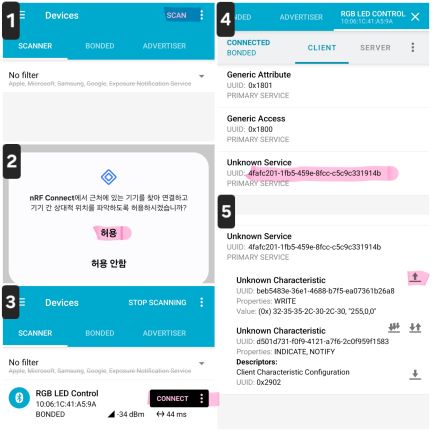 1
Devices
SCAN
SCANNER
BONDED
ADVERTISER
No filter
Apple, Microsoft, Samsung, Google, Exposure Notification Service
2
nRF Connect에서 근처에 있는 기기를 찾아 연결하고
기기 간 상대적 위치를 파악하도록 허용하시겠습니까?
허용
허용 안함
3
Devices
STOP SCANNING
SCANNER
BONDED
ADVERTISER
No filter
Apple, Microsoft, Samsung, Google, Exposure Notification Service
RGB LED Control
10:06:1C:41:A5:9A
BONDED
-34 dBm
44 ms
CONNECT
4
NDED
ADVERTISER
RGB LED CONTROL
10:06:1C:41:A5:9A
CONNECTED
BONDED
CLIENT
SERVER
Generic Attribute
UUID: 0x1801
PRIMARY SERVICE
Generic Access
UUID: 0x1800
PRIMARY SERVICE
Unknown Service
UUID: 4fafc201-1fb5-459e-8fcc-c5c9c331914b
PRIMARY SERVICE
5
Unknown Service
UUID: 4fafc201-1fb5-459e-8fcc-c5c9c331914b
PRIMARY SERVICE
Unknown Characteristic
UUID: beb5483e-36e1-4688-b7f5-ea07361b26a8
Properties: WRITE
Value: (0x) 32-35-35-2C-30-2C-30, "255,0,0"
Unknown Characteristic
UUID: d501d731-f0f9-4121-a7f6-2c0f959f1583
Properties: INDICATE, NOTIFY
Descriptors:
Client Characteristic Configuration
UUID: 0x2902